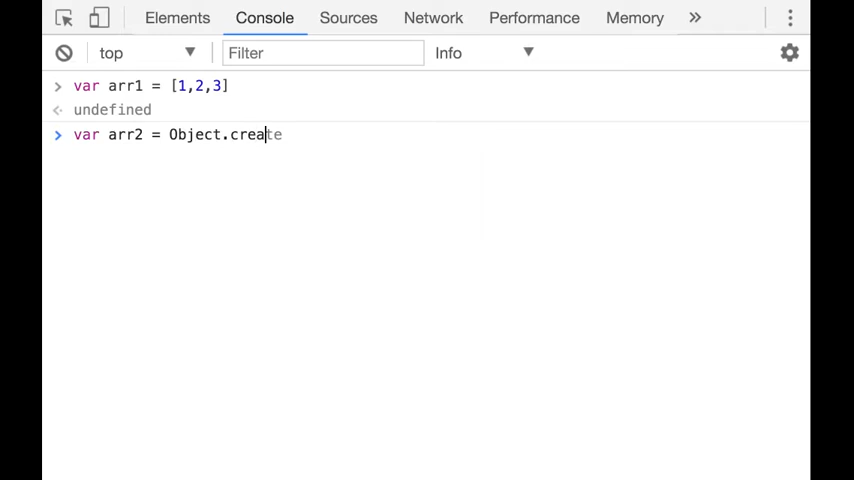 Elements Console Sources Network Performance Memory »
top Filter Info
> var arr1 = [1,2,3]
undefined
> var arr2 = Object.create